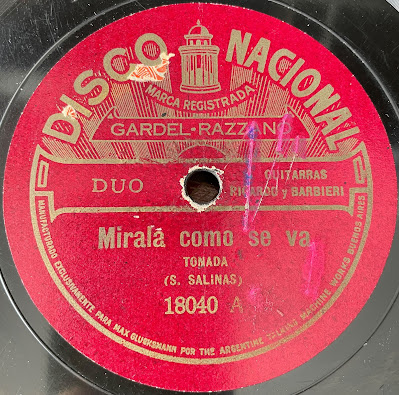 DISCO NACIONAL
MARCA REGISTRADA
GARDEL-RAZZANO
DUO
GUITARRAS
RICARDO y BARBIERI
Miralá como se va
TONADA
(S. SALINAS)
18040 A
MANUFACTURADO EXCLUSIVAMENTE PARA MAX GLUCKSMANN POR THE ARGENTINE TALKING MACHINE WORKS BUENOS AIRES